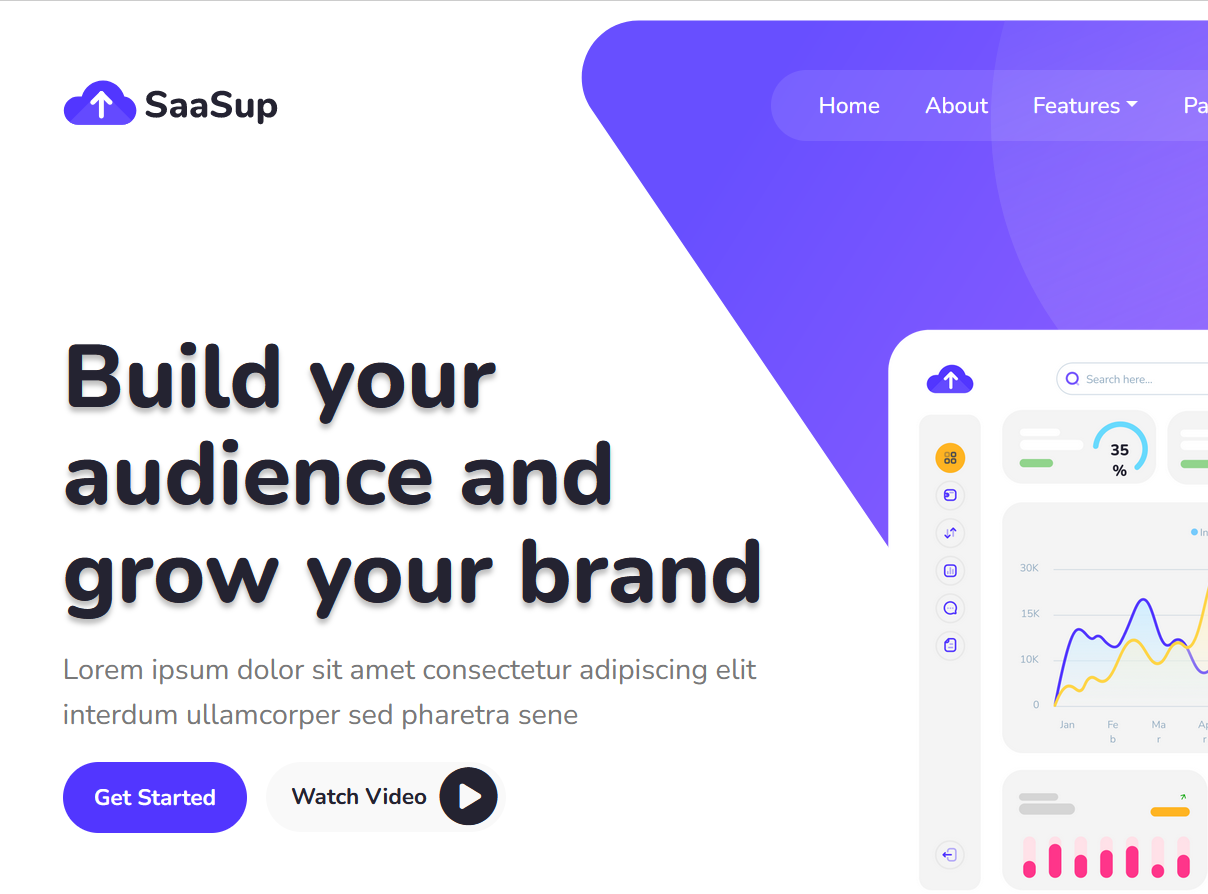 SaaSup
Home About Features Pa
Build your
audience and
grow your brand
Lorem ipsum dolor sit amet consectetur adipiscing elit
interdum ullamcorper sed pharetra sene
Get Started
Watch Video
Search here...
35
%
In
30K
15K
10K
0
Jan Fe Ma Ap
b r r